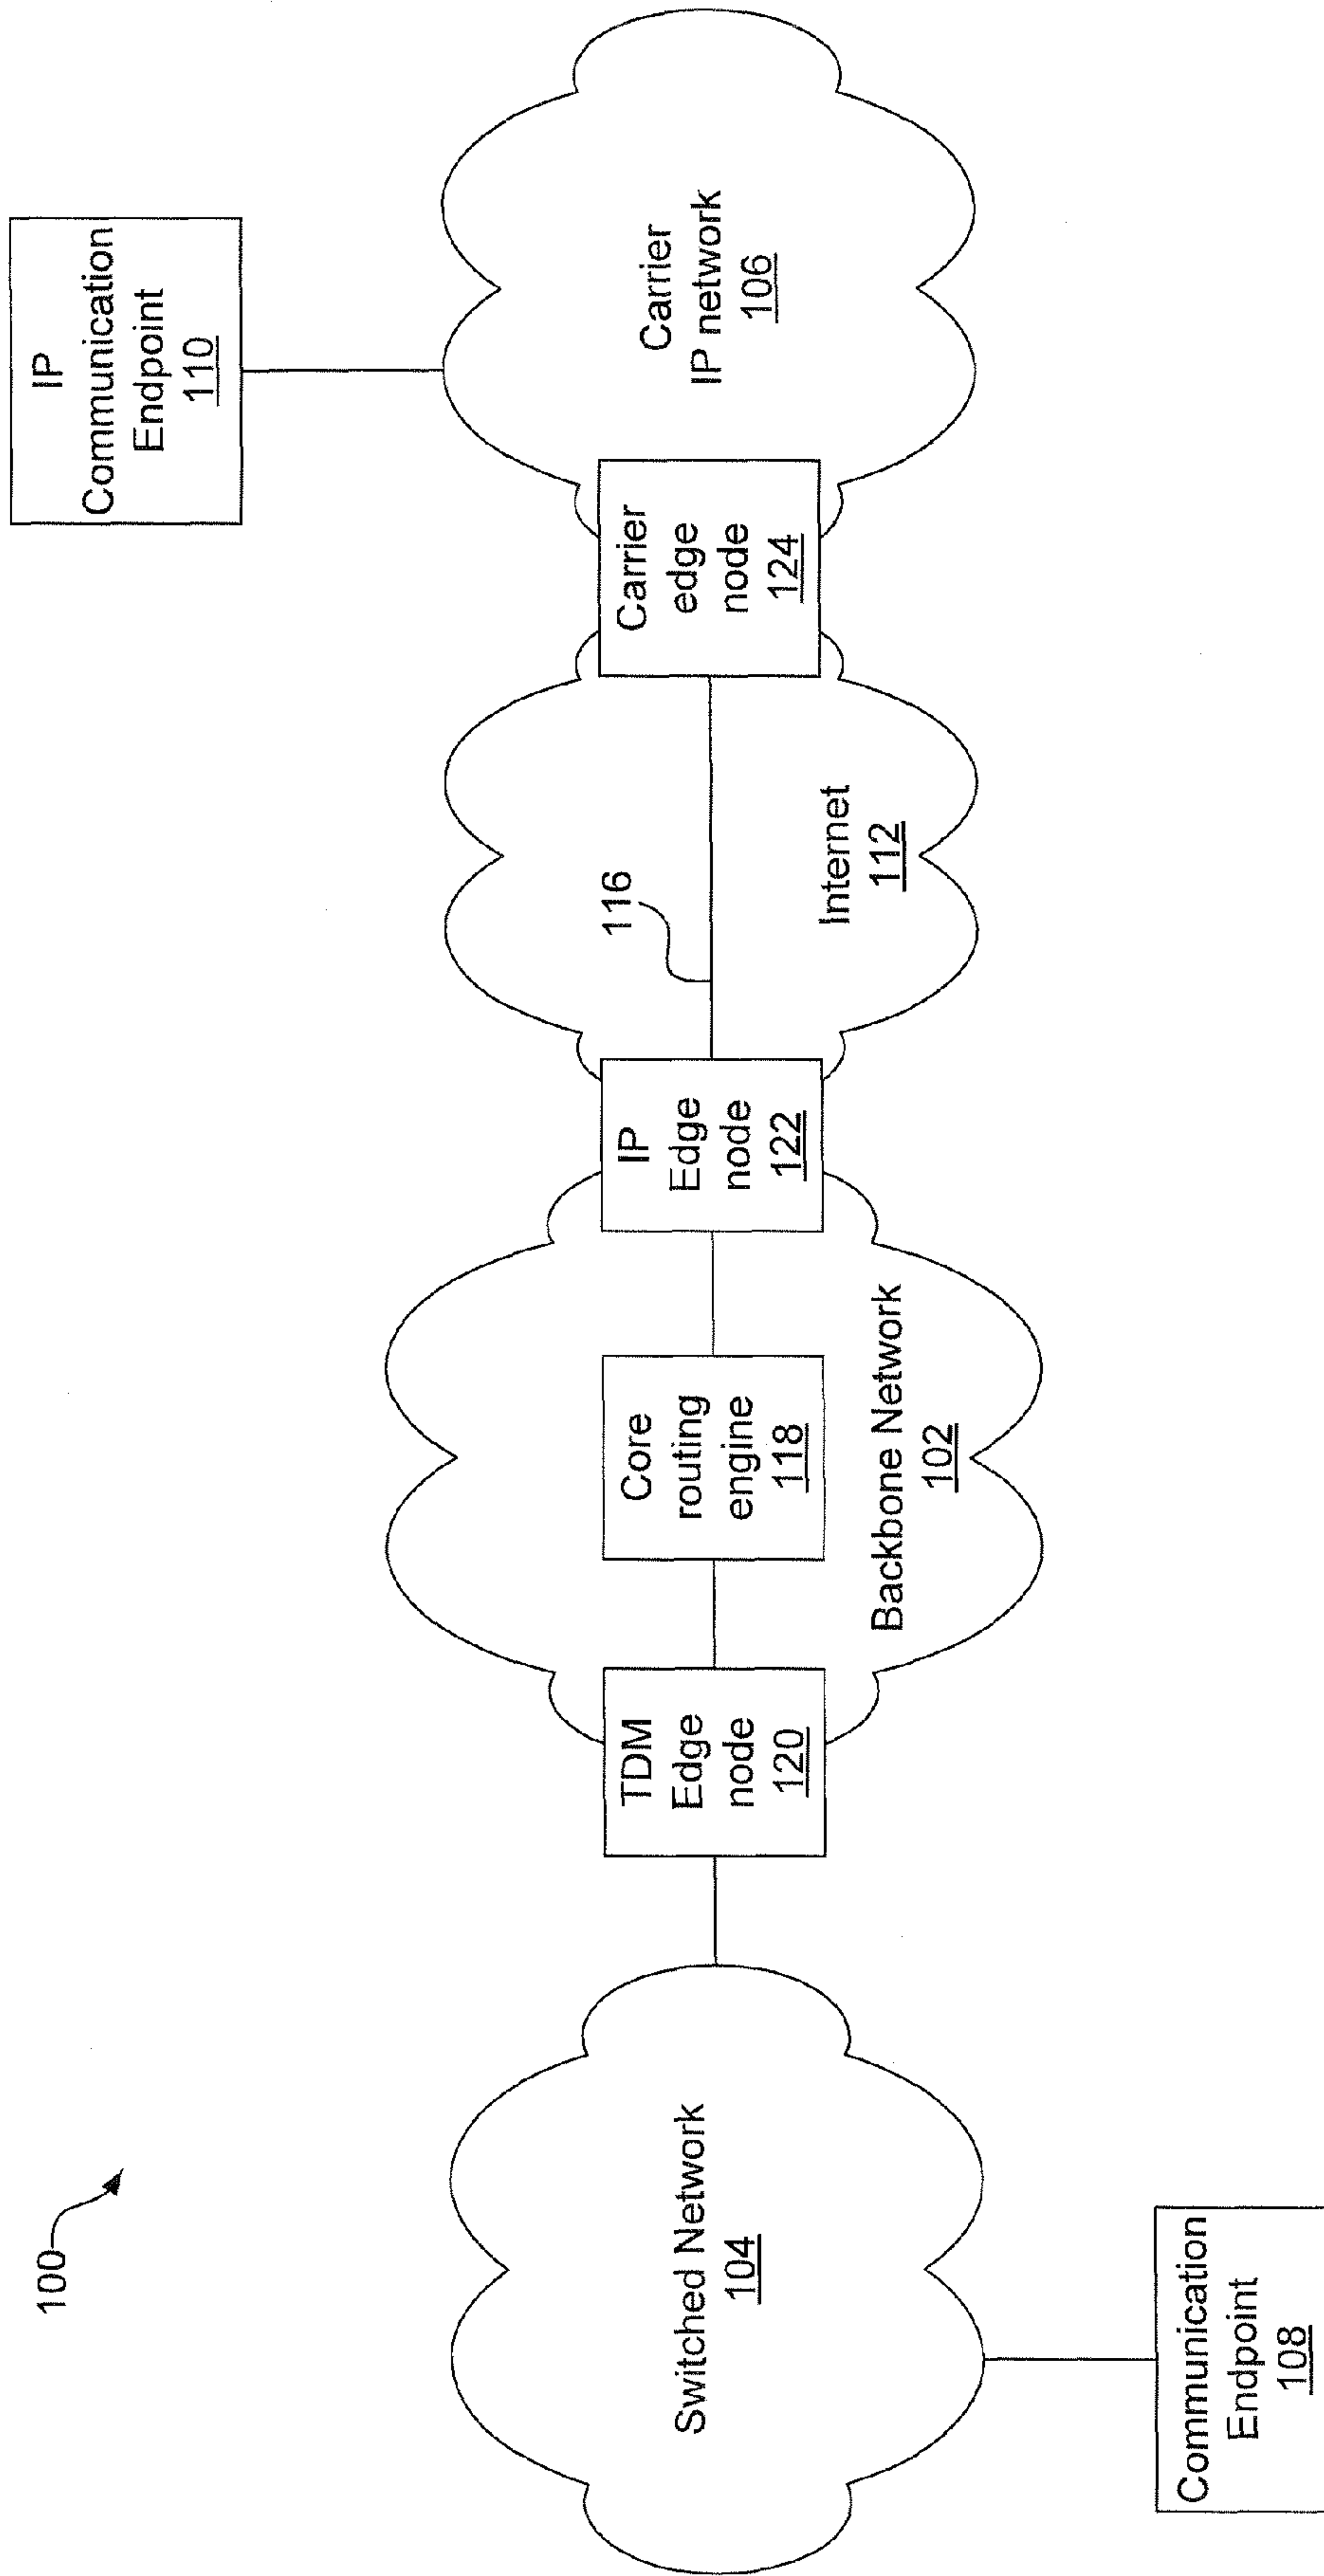 100
IP
Communication
Endpoint
110
Switched Network
104
TDM
Edge
node
120
Core
routing
engine
118
Backbone Network
102
IP
Edge
node
122
116
Internet
112
Carrier
edge
node
124
Carrier
IP network
106
Communication
Endpoint
108